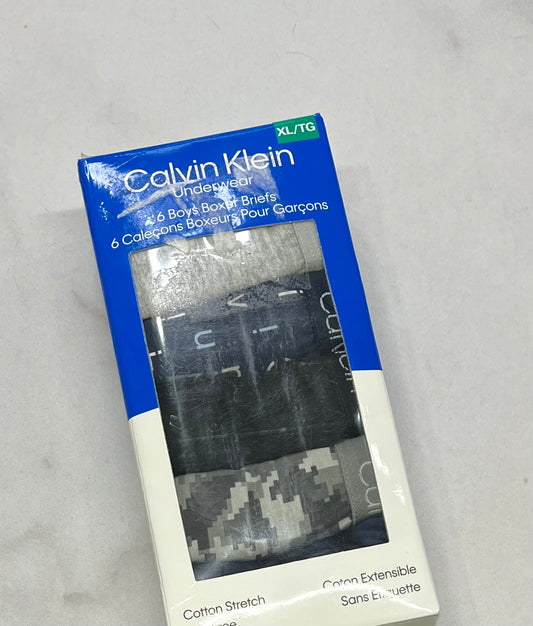 XL/TG
Calvin Klein
Underwear
6 Boys Boxer Briefs
6 Caleçons Boxeurs Pour Garçons
Cotton Stretch
Coton Extensible
Sans Étiquette